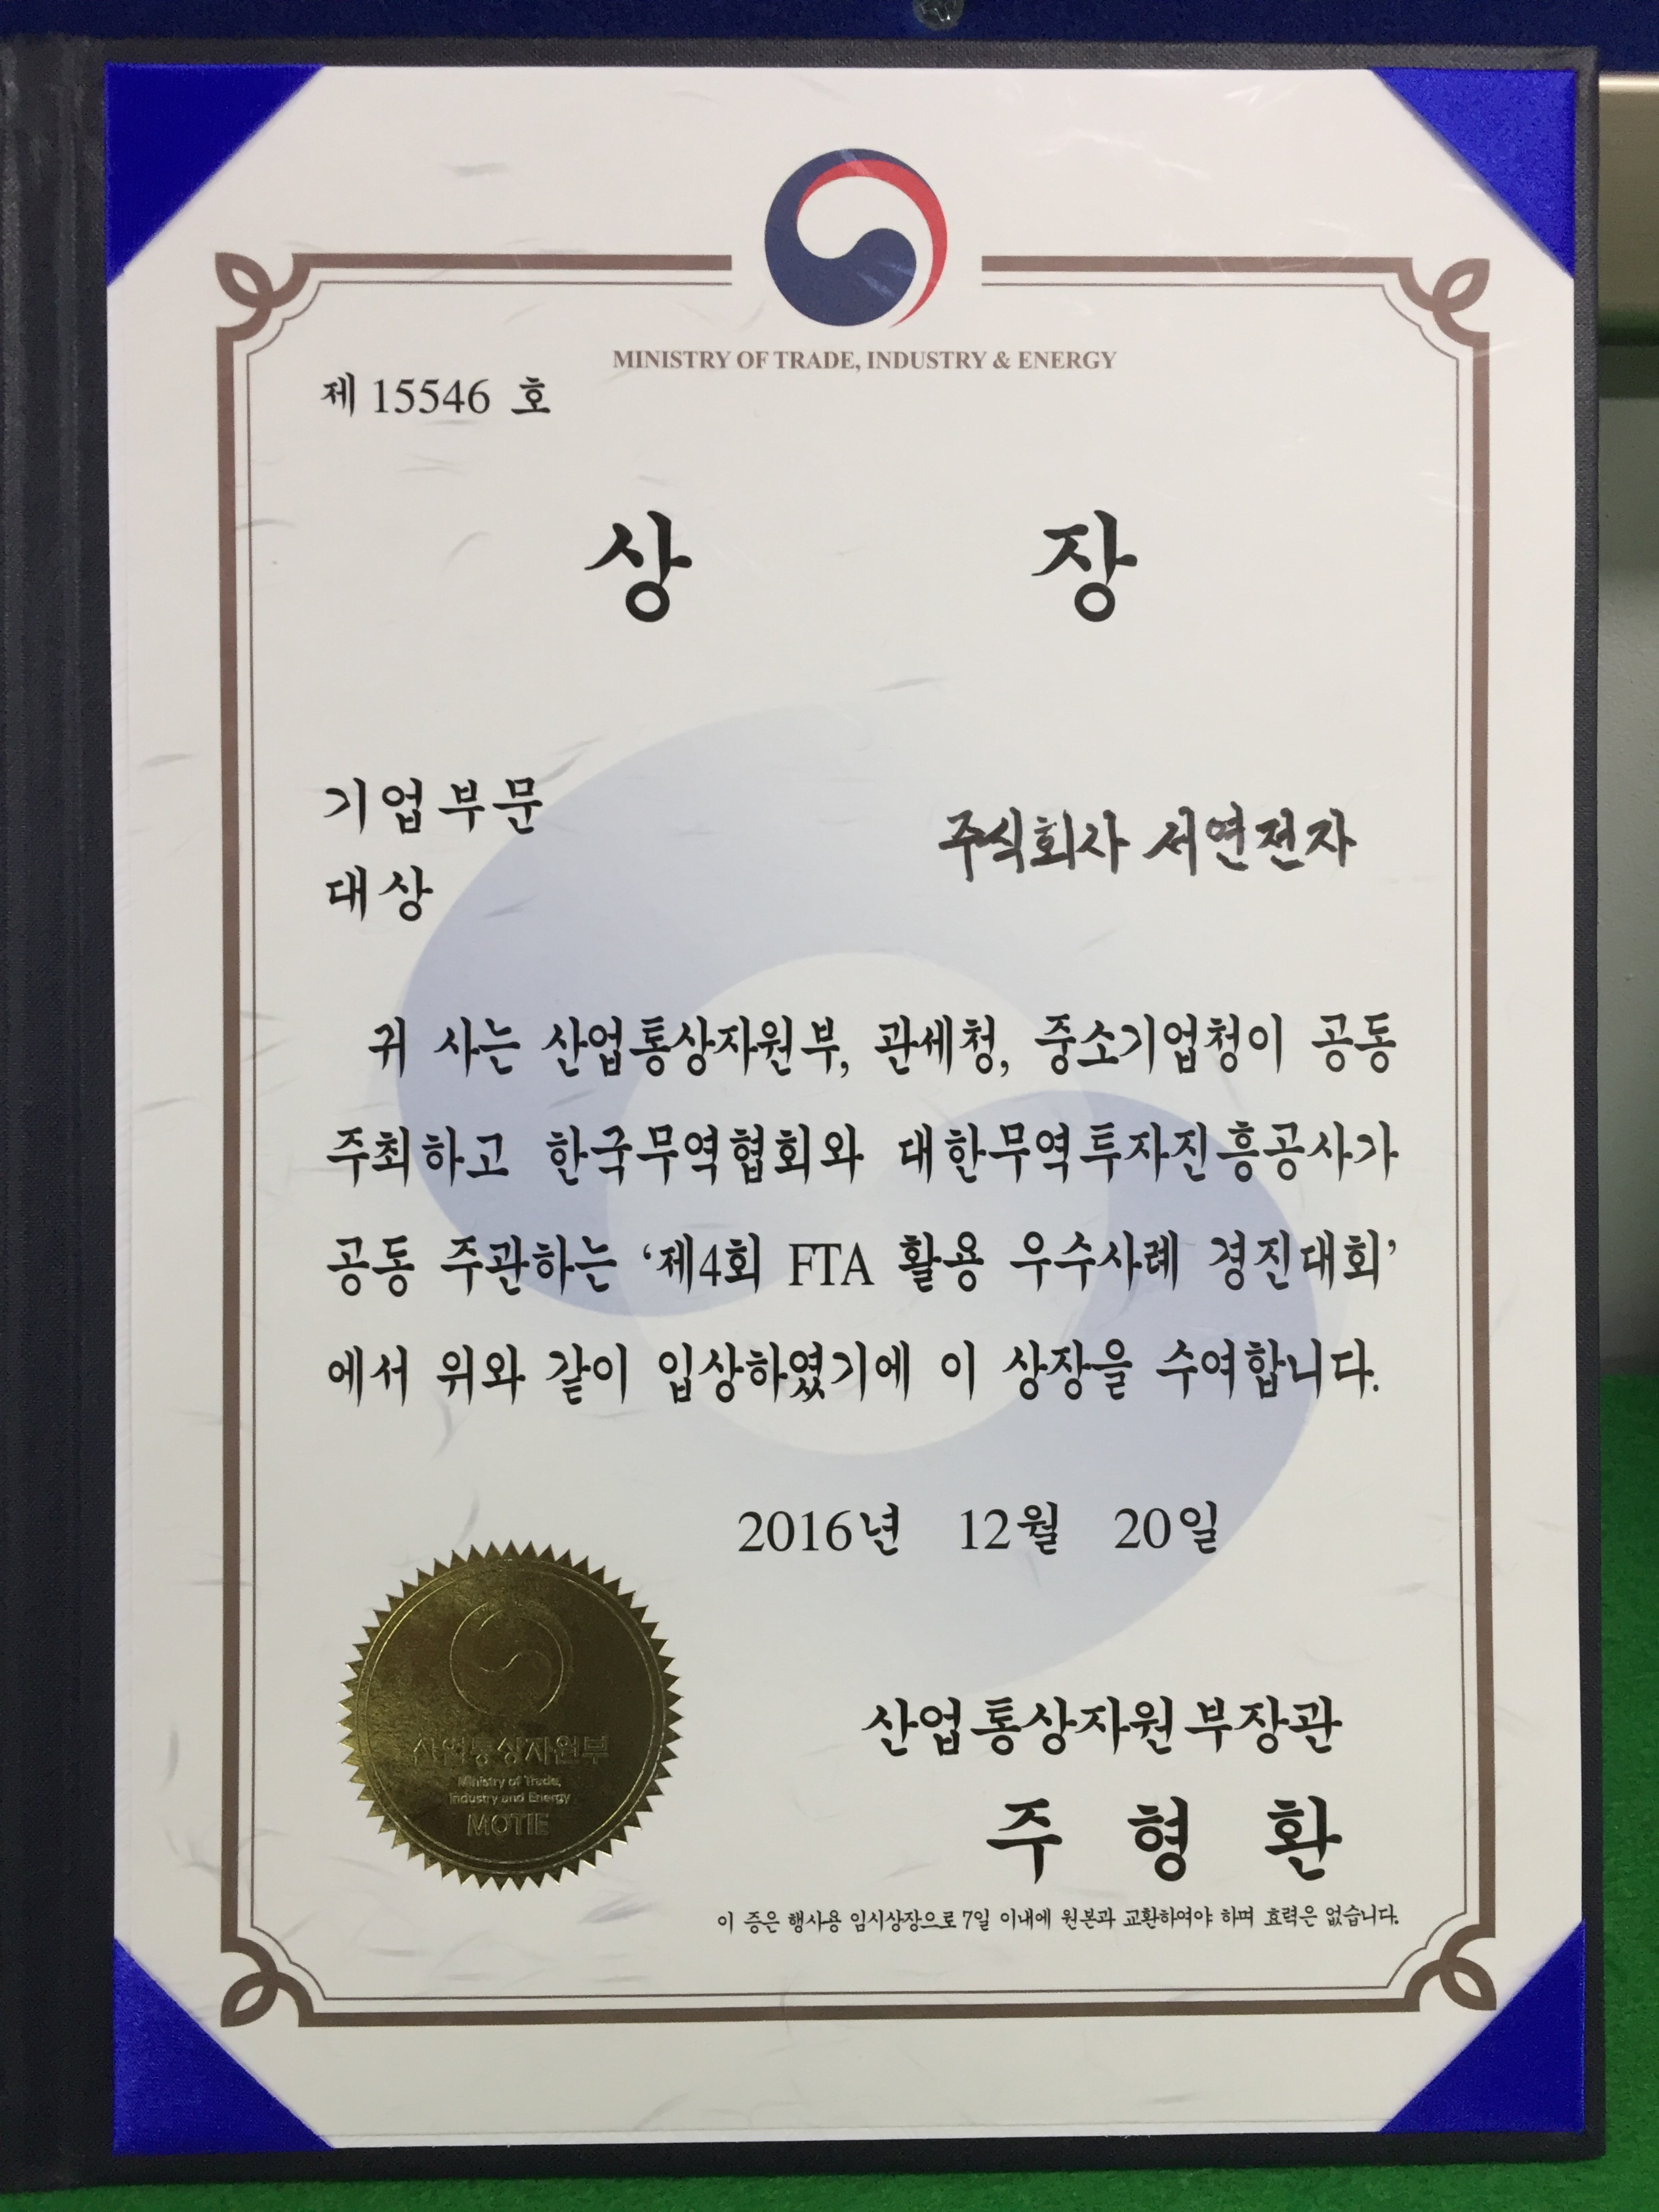 MINISTRY OF TRADE, INDUSTRY & ENERGY
제 15546 호
상 장
기업부문
대상
주식회사 서연전자
귀 사는 산업통상자원부, 관세청, 중소기업청이 공동
주최하고 한국무역협회와 대한무역투자진흥공사가
공동 주관하는 ‘제4회 FTA 활용 우수사례 경진대회’
에서 위와 같이 입상하였기에 이 상장을 수여합니다.
2016년 12월 20일
산업통상자원부
Ministry of Trade,
Industry and Energy
MOTIE
산업통상자원부장관
주 형 환
이 증은 행사용 임시상장으로 7일 이내에 원본과 교환하여야 하며 효력은 없습니다.